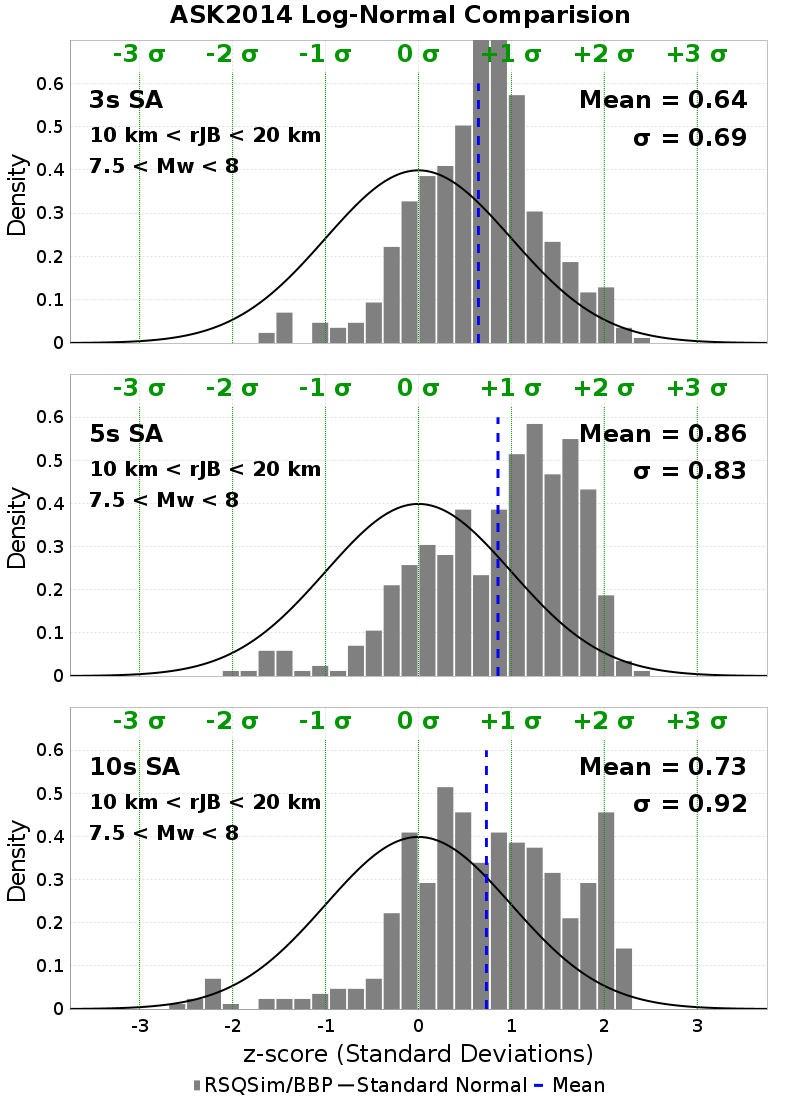 ASK2014 Log-Normal Comparision
-3 σ -2 σ -1 σ 0 σ +1 σ +2 σ +3 σ
3s SA
10 km < rJB < 20 km
7.5 < Mw < 8
Mean = 0.64
σ = 0.69
Density
0.6
0.5
0.4
0.3
0.2
0.1
0
-3 σ -2 σ -1 σ 0 σ +1 σ +2 σ +3 σ
5s SA
10 km < rJB < 20 km
7.5 < Mw < 8
Mean = 0.86
σ = 0.83
Density
0.6
0.5
0.4
0.3
0.2
0.1
0
-3 σ -2 σ -1 σ 0 σ +1 σ +2 σ +3 σ
10s SA
10 km < rJB < 20 km
7.5 < Mw < 8
Mean = 0.73
σ = 0.92
Density
0.6
0.5
0.4
0.3
0.2
0.1
0
-3 -2 -1 0 1 2 3
z-score (Standard Deviations)
RSQSim/BBP Standard Normal Mean